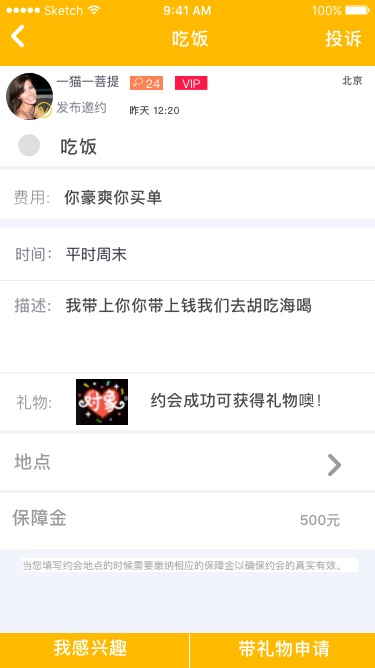 Sketch 9:41 AM 100%
吃饭 投诉
一猫一菩提 24 VIP 北京
发布邀约 昨天 12:20
吃饭
费用: 你豪爽你买单
时间: 平时周末
描述: 我带上你你带上钱我们去胡吃海喝
礼物: 对象 约会成功可获得礼物噢!
地点
保障金 500元
当您填写约会地点的时候需要缴纳相应的保障金以确保约会的真实有效。
我感兴趣 带礼物申请